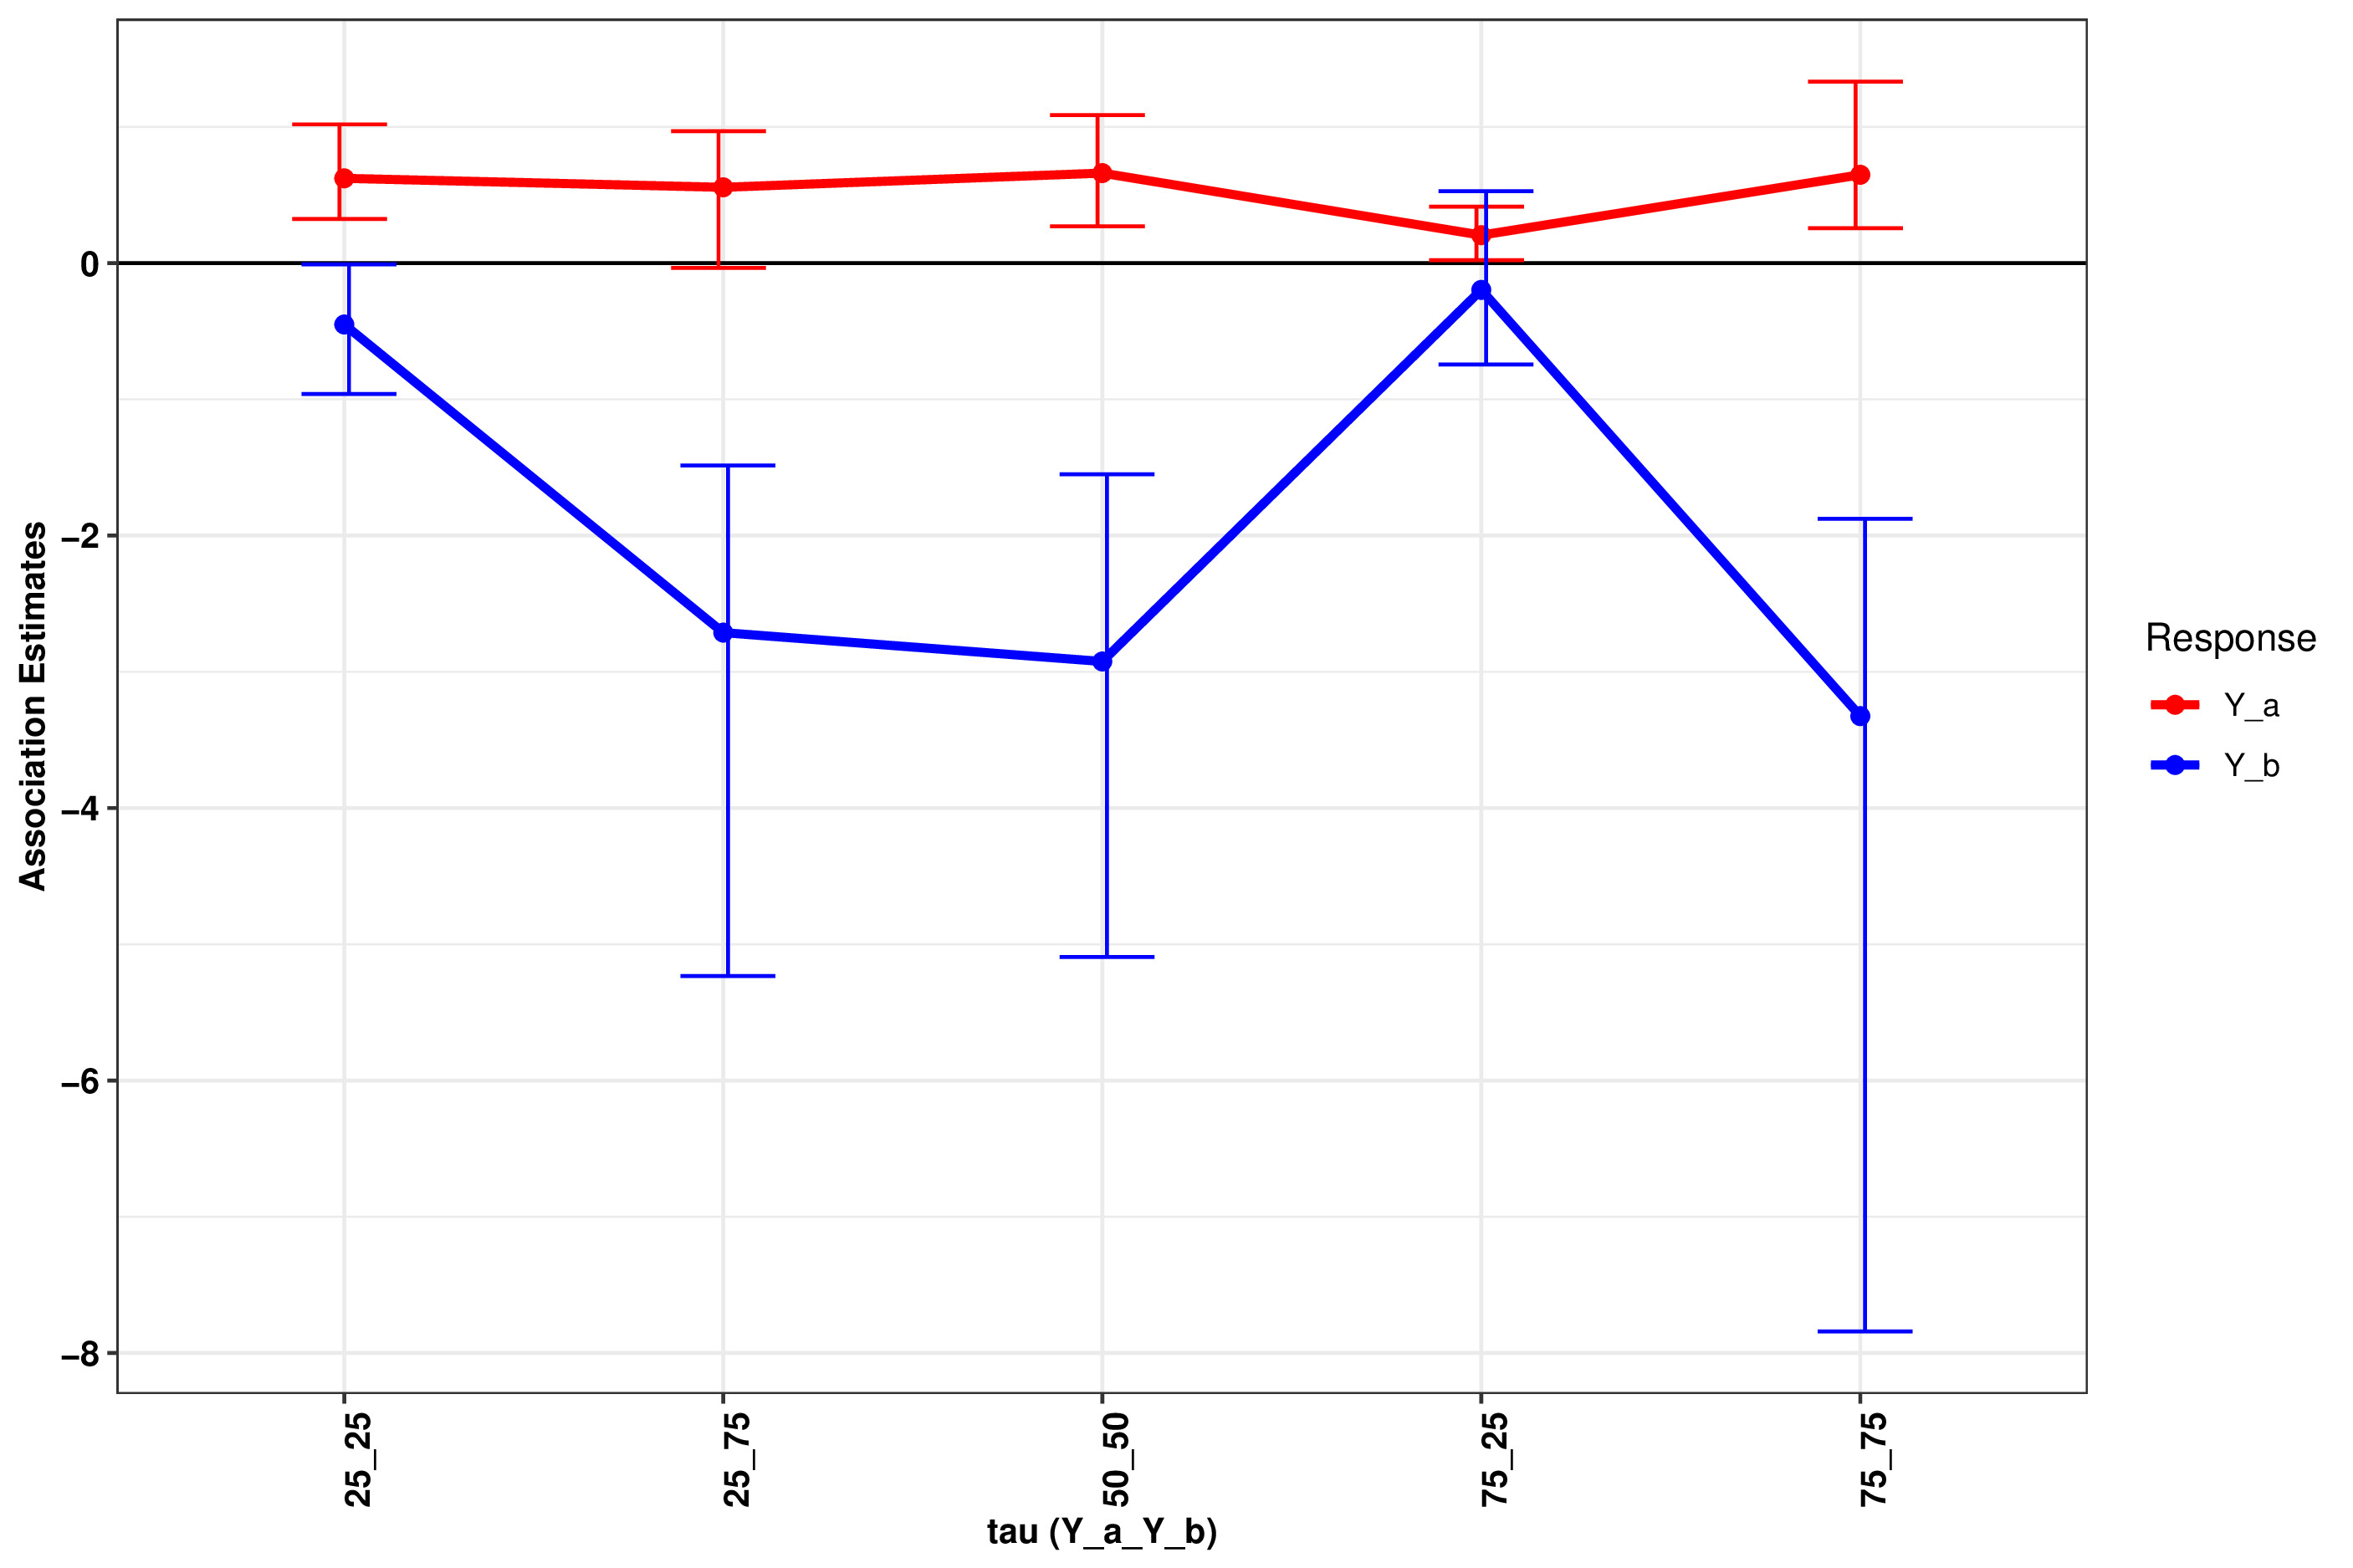 Association Estimates
0
−2
−4
−6
−8
25_25
25_75
50_50
75_25
75_75
tau (Y_a_Y_b)
Response
Y_a
Y_b